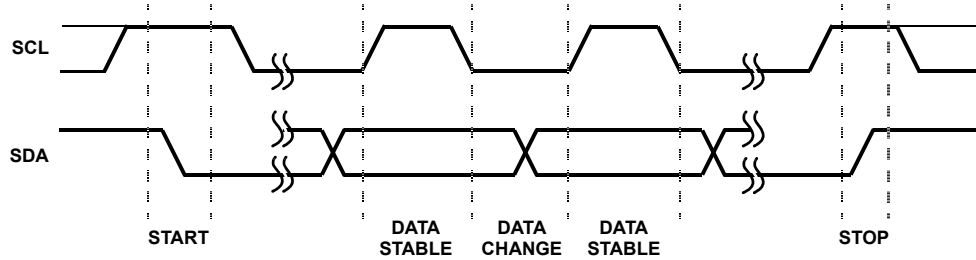 SCL
SDA
START
DATA
STABLE
DATA
CHANGE
DATA
STABLE
STOP